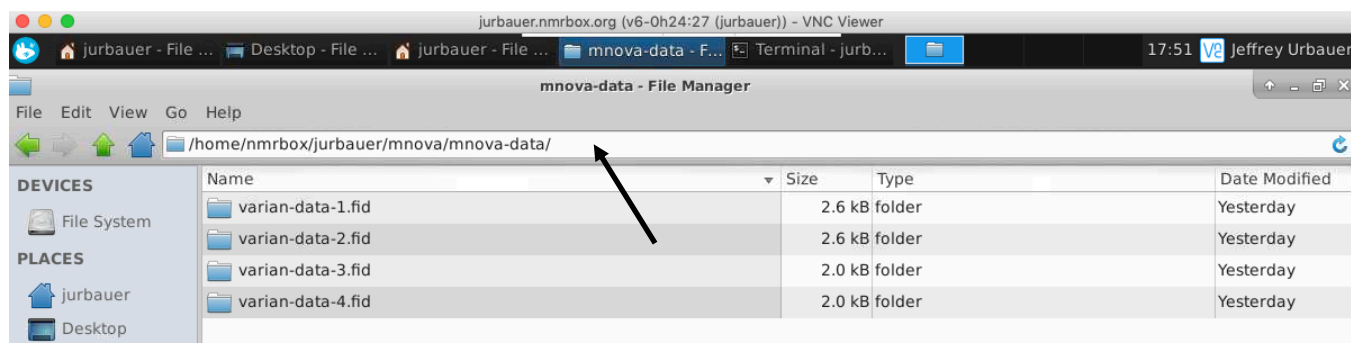 jurbauer.nmrbox.org (v6-0h24:27 (jurbauer)) - VNC Viewer
jurbauer - File ... Desktop - File ... jurbauer - File ... mnova-data - F... Terminal - jurb... 17:51 Jeffrey Urbauer
mnova-data - File Manager
File Edit View Go Help
/home/nmrbox/jurbauer/mnova/mnova-data/
DEVICES Name Size Type Date Modified
varian-data-1.fid 2.6 kB folder Yesterday
File System
varian-data-2.fid 2.6 kB folder Yesterday
PLACES
varian-data-3.fid 2.0 kB folder Yesterday
jurbauer
varian-data-4.fid 2.0 kB folder Yesterday
Desktop